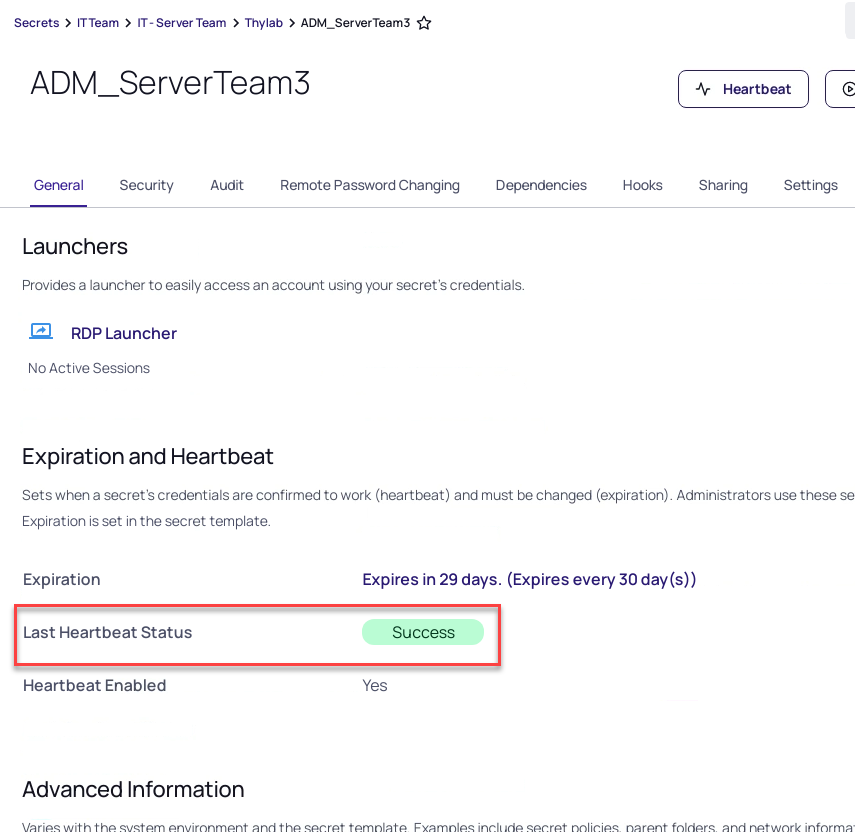 Secrets > IT Team > IT - Server Team > Thylab > ADM_ServerTeam3
ADM_ServerTeam3
Heartbeat
General Security Audit Remote Password Changing Dependencies Hooks Sharing Settings
Launchers
Provides a launcher to easily access an account using your secret's credentials.
RDP Launcher
No Active Sessions
Expiration and Heartbeat
Sets when a secret's credentials are confirmed to work (heartbeat) and must be changed (expiration). Administrators use these se
Expiration is set in the secret template.
Expiration Expires in 29 days. (Expires every 30 day(s))
Last Heartbeat Status Success
Heartbeat Enabled Yes
Advanced Information
Varies with the system environment and the secret template. Examples include secret policies, parent folders, and network informa